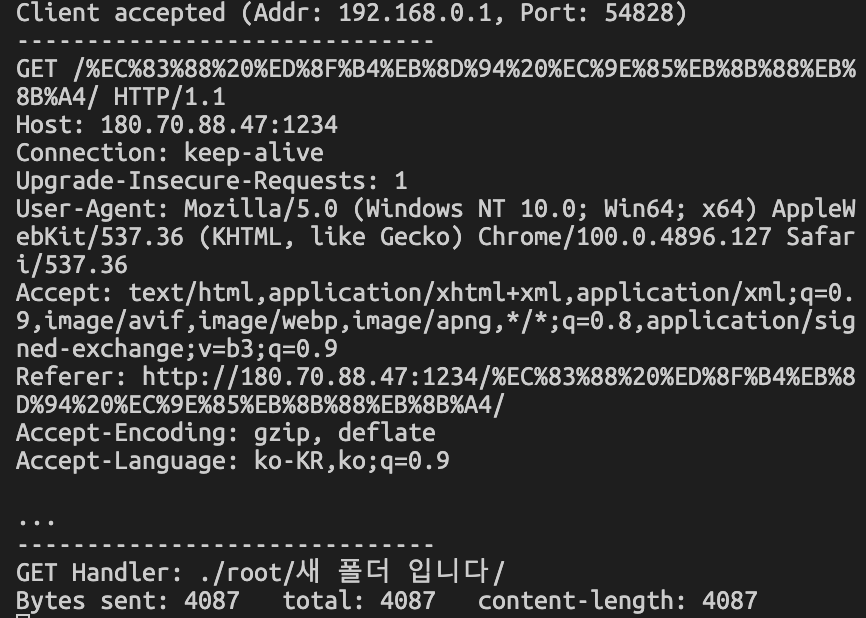 Client accepted (Addr: 192.168.0.1, Port: 54828)
------------------------------
GET /%EC%83%88%20%ED%8F%B4%EB%8D%94%20%EC%9E%85%EB%8B%88%EB%
8B%A4/ HTTP/1.1
Host: 180.70.88.47:1234
Connection: keep-alive
Upgrade-Insecure-Requests: 1
User-Agent: Mozilla/5.0 (Windows NT 10.0; Win64; x64) AppleW
ebKit/537.36 (KHTML, like Gecko) Chrome/100.0.4896.127 Safar
i/537.36
Accept: text/html,application/xhtml+xml,application/xml;q=0.
9,image/avif,image/webp,image/apng,*/*;q=0.8,application/sig
ned-exchange;v=b3;q=0.9
Referer: http://180.70.88.47:1234/%EC%83%88%20%ED%8F%B4%EB%8
D%94%20%EC%9E%85%EB%8B%88%EB%8B%A4/
Accept-Encoding: gzip, deflate
Accept-Language: ko-KR,ko;q=0.9

...
------------------------------
GET Handler: ./root/새 폴더 입니다/
Bytes sent: 4087   total: 4087   content-length: 4087